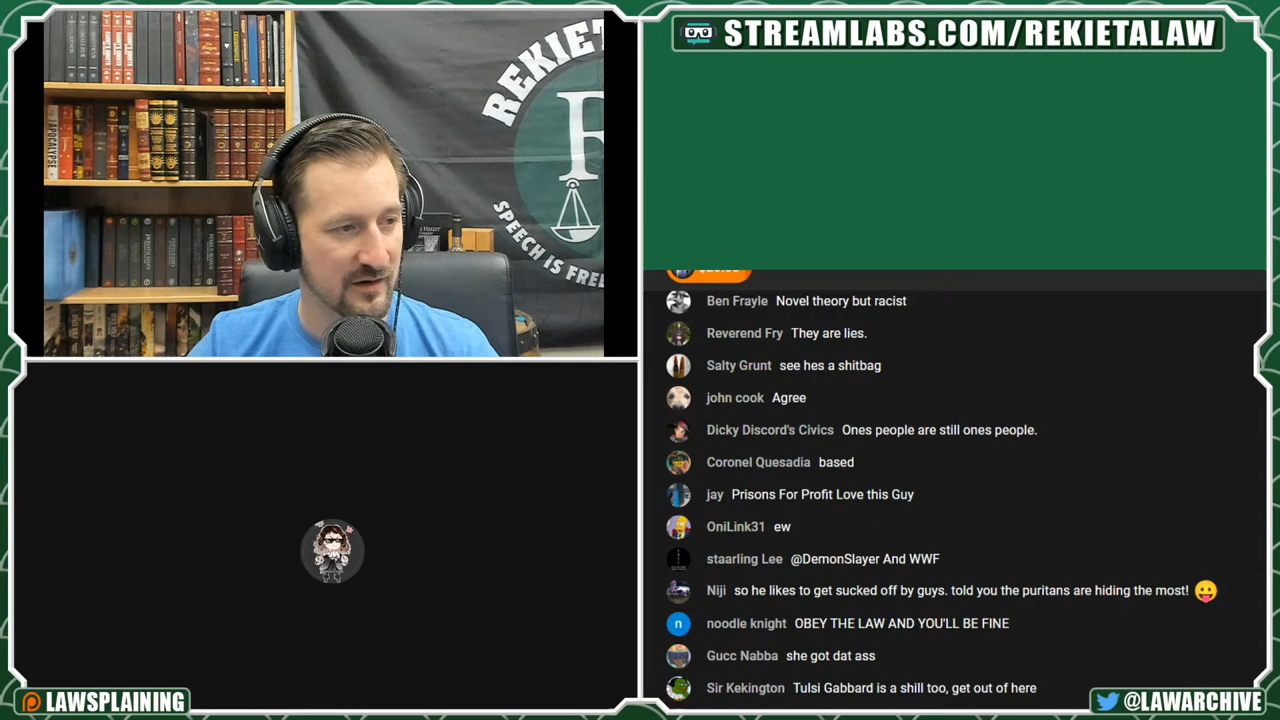 STREAMLABS.COM/REKIETALAW
REKIET
SPEECH IS FREE
APOCALYPSE
Ben Frayle Novel theory but racist
Reverend Fry They are lies.
Salty Grunt see hes a shitbag
john cook Agree
Dicky Discord's Civics Ones people are still ones people.
Coronel Quesadia based
jay Prisons For Profit Love this Guy
OniLink31 ew
staarling Lee @DemonSlayer And WWF
Niji so he likes to get sucked off by guys. told you the puritans are hiding the most! 😛
n noodle knight OBEY THE LAW AND YOU'LL BE FINE
Gucc Nabba she got dat ass
Sir Kekington Tulsi Gabbard is a shill too, get out of here
LAWSPLAINING
@LAWARCHIVE